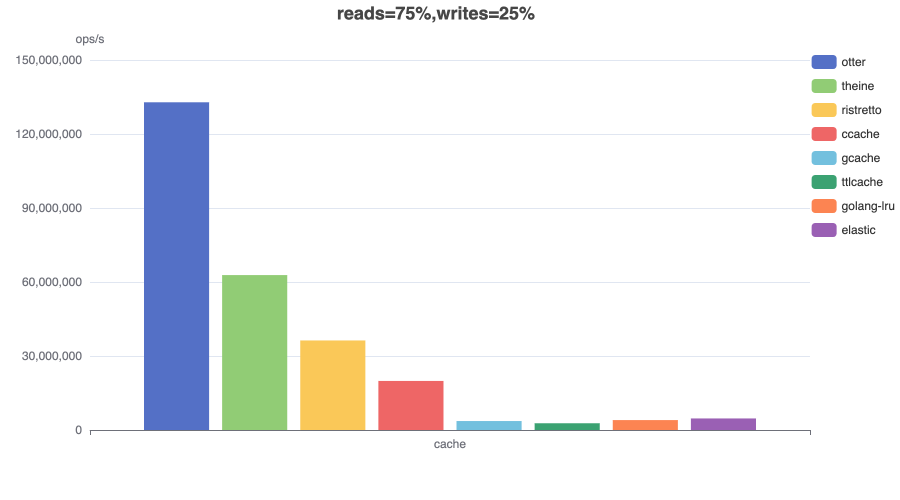 reads=75%,writes=25%
ops/s
150,000,000
120,000,000
90,000,000
60,000,000
30,000,000
0
cache
otter
theine
ristretto
ccache
gcache
ttlcache
golang-lru
elastic